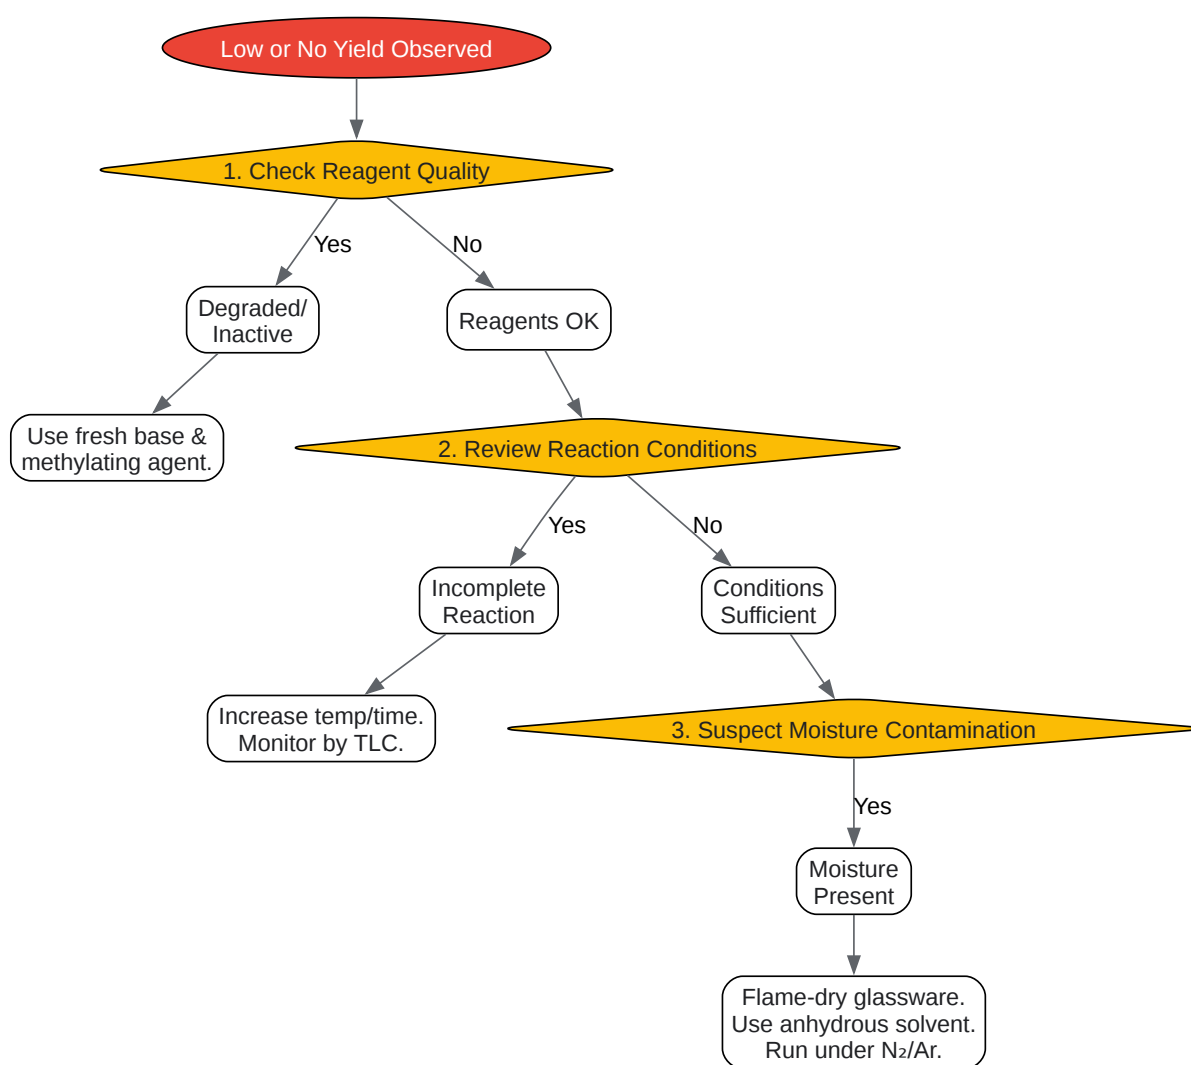 Low or No Yield Observed
1. Check Reagent Quality
Yes
No
Degraded/
Inactive
Reagents OK
Use fresh base &
methylating agent.
2. Review Reaction Conditions
Yes
No
Incomplete
Reaction
Conditions
Sufficient
Increase temp/time.
Monitor by TLC.
3. Suspect Moisture Contamination
Yes
Moisture
Present
Flame-dry glassware.
Use anhydrous solvent.
Run under N₂/Ar.